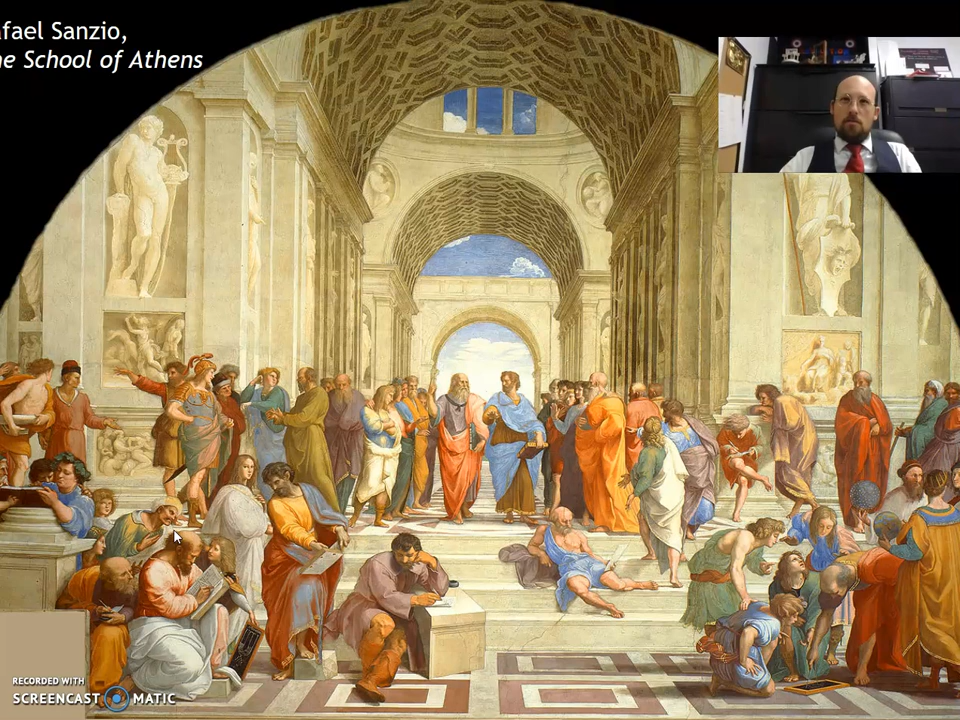 afael Sanzio,
he School of Athens
RECORDED WITH
SCREENCAST MATIC